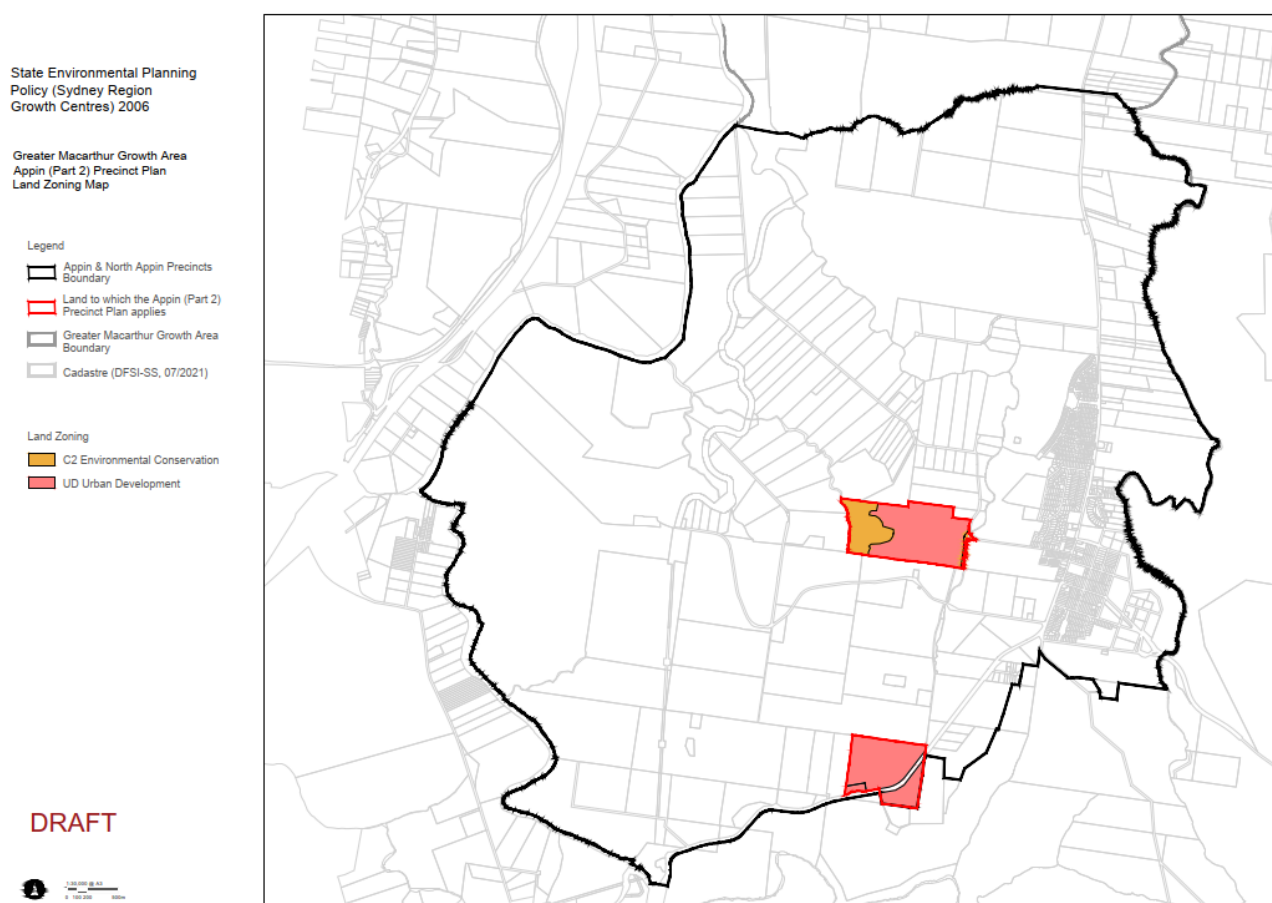 State Environmental Planning
Policy (Sydney Region
Growth Centres) 2006
Greater Macarthur Growth Area
Appin (Part 2) Precinct Plan
Land Zoning Map
Legend
Appin & North Appin Precincts
Boundary
Land to which the Appin (Part 2)
Precinct Plan applies
Greater Macarthur Growth Area
Boundary
Cadastre (DFSI-SS, 07/2021)
Land Zoning
C2 Environmental Conservation
UD Urban Development
DRAFT